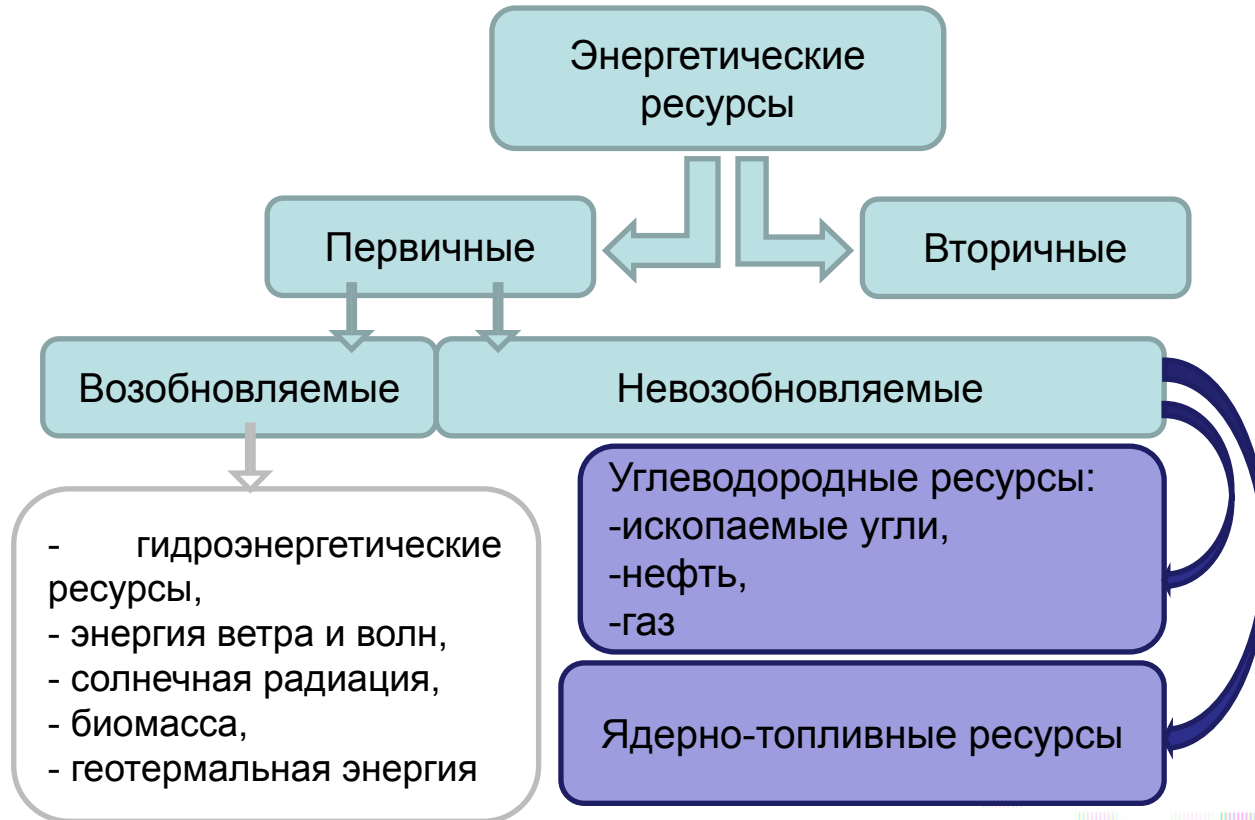 Энергетические
ресурсы
Первичные
Вторичные
Возобновляемые
Невозобновляемые
- гидроэнергетические
ресурсы,
- энергия ветра и волн,
- солнечная радиация,
- биомасса,
- геотермальная энергия
Углеводородные ресурсы:
-ископаемые угли,
-нефть,
-газ
Ядерно-топливные ресурсы